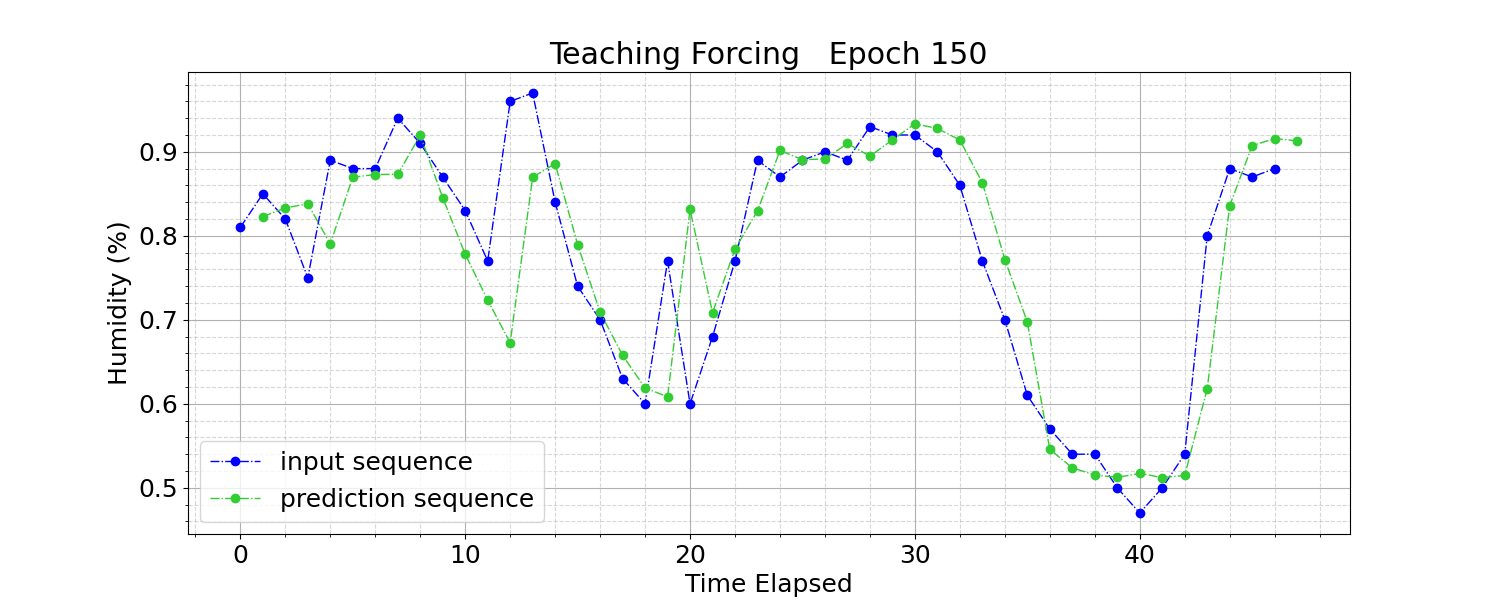 Teaching Forcing   Epoch 150
Humidity (%)
0.9
0.8
0.7
0.6
0.5
input sequence
prediction sequence
0 10 20 30 40
Time Elapsed